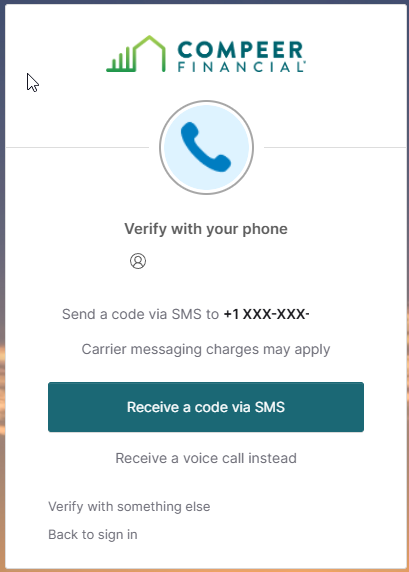 COMPEER
FINANCIAL®
Verify with your phone
Send a code via SMS to +1 XXX-XXX-
Carrier messaging charges may apply
Receive a code via SMS
Receive a voice call instead
Verify with something else
Back to sign in